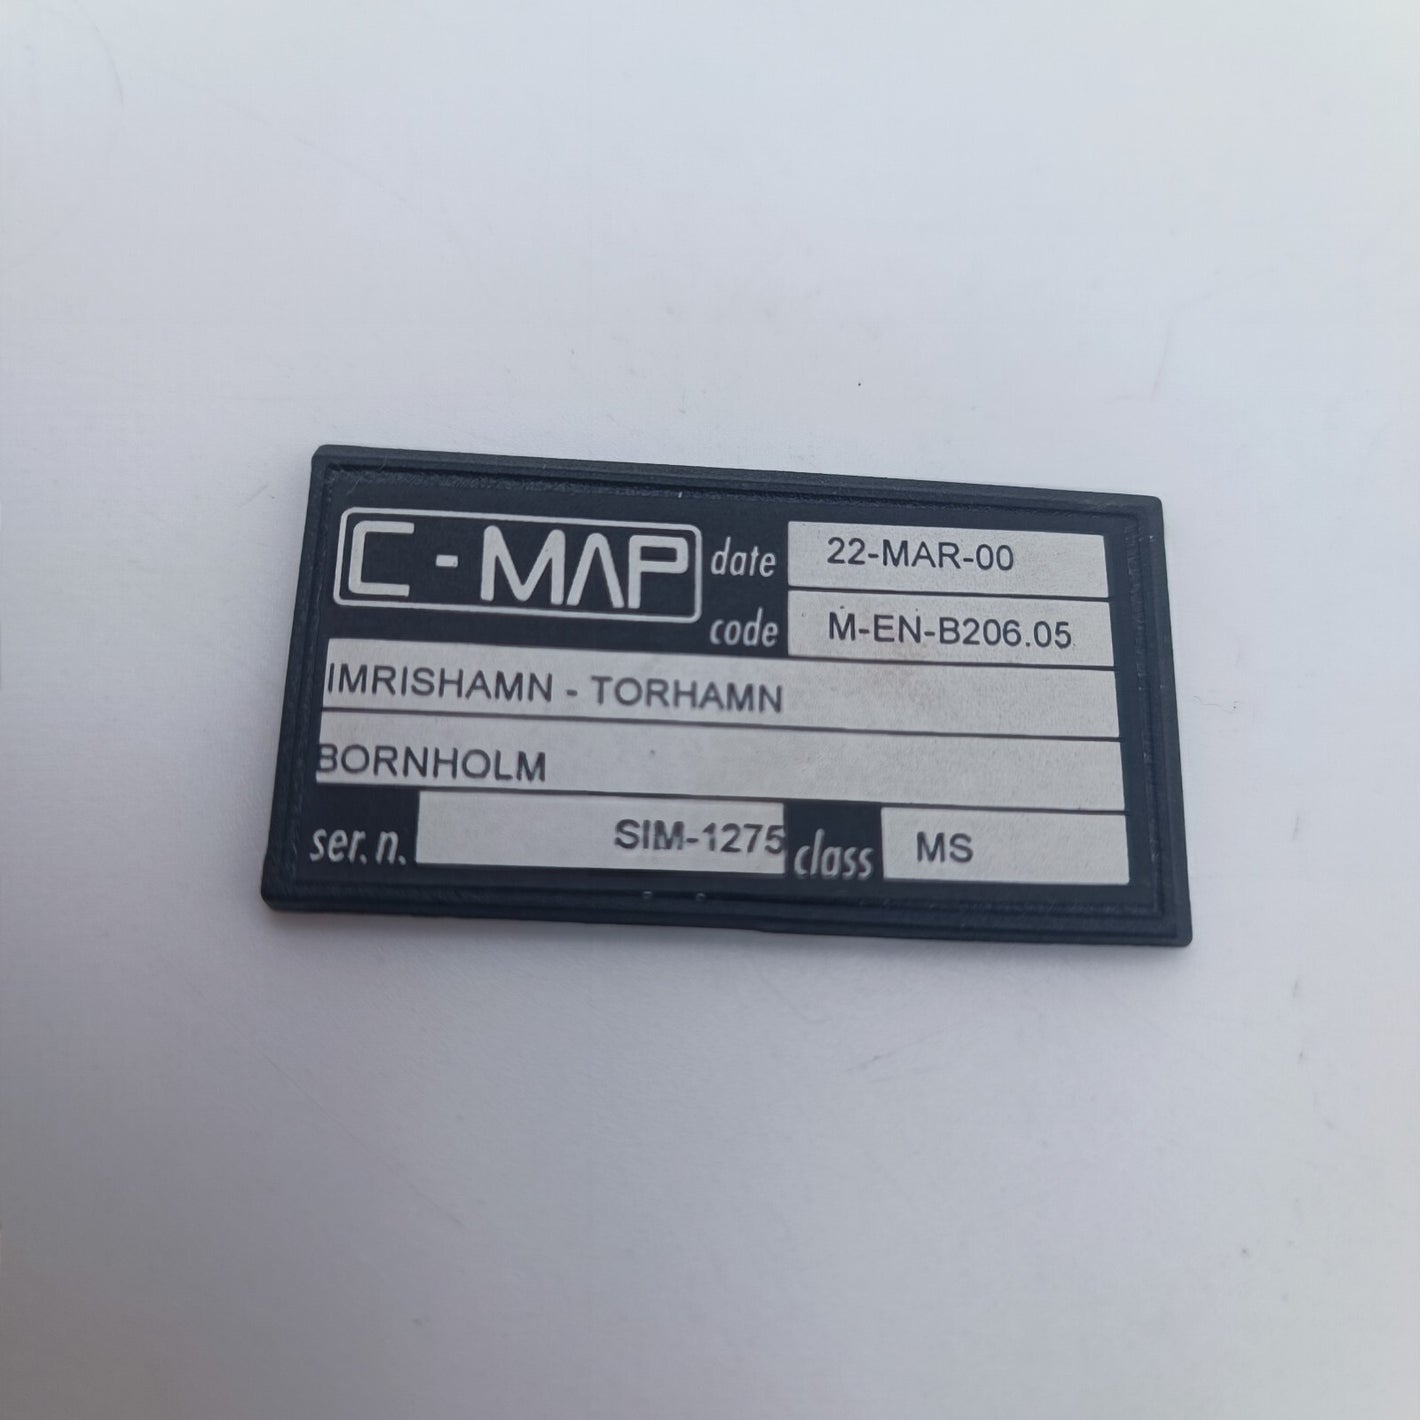 C-MAP
date 22-MAR-00
code M-EN-B206.05
IMRISHAMN - TORHAMN
BORNHOLM
ser. n. SIM-1275 class MS